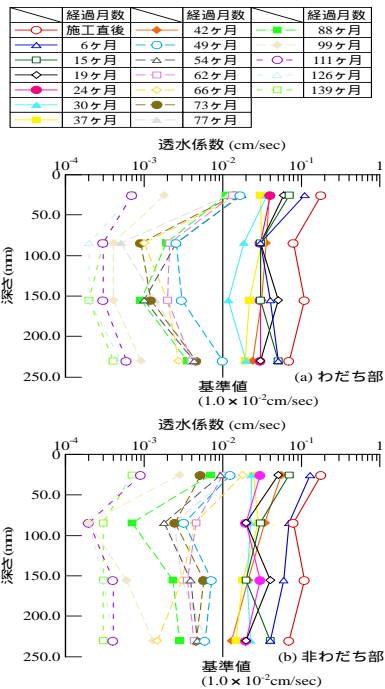 経過月数 経過月数 経過月数
施工直後 42ヶ月 88ヶ月
6ヶ月 49ヶ月 99ヶ月
15ヶ月 54ヶ月 111ヶ月
19ヶ月 62ヶ月 126ヶ月
24ヶ月 66ヶ月 139ヶ月
30ヶ月 73ヶ月
37ヶ月 77ヶ月
透水係数 (cm/sec)
10-4 10-3 10-2 10-1 1
0.0
50.0
100.0
150.0
200.0
250.0
深さ(mm)
(a) わだち部
基準値
(1.0×10-2cm/sec)
透水係数 (cm/sec)
10-4 10-3 10-2 10-1 1
0.0
50.0
100.0
150.0
200.0
250.0
深さ(mm)
(b) 非わだち部
基準値
(1.0×10-2cm/sec)